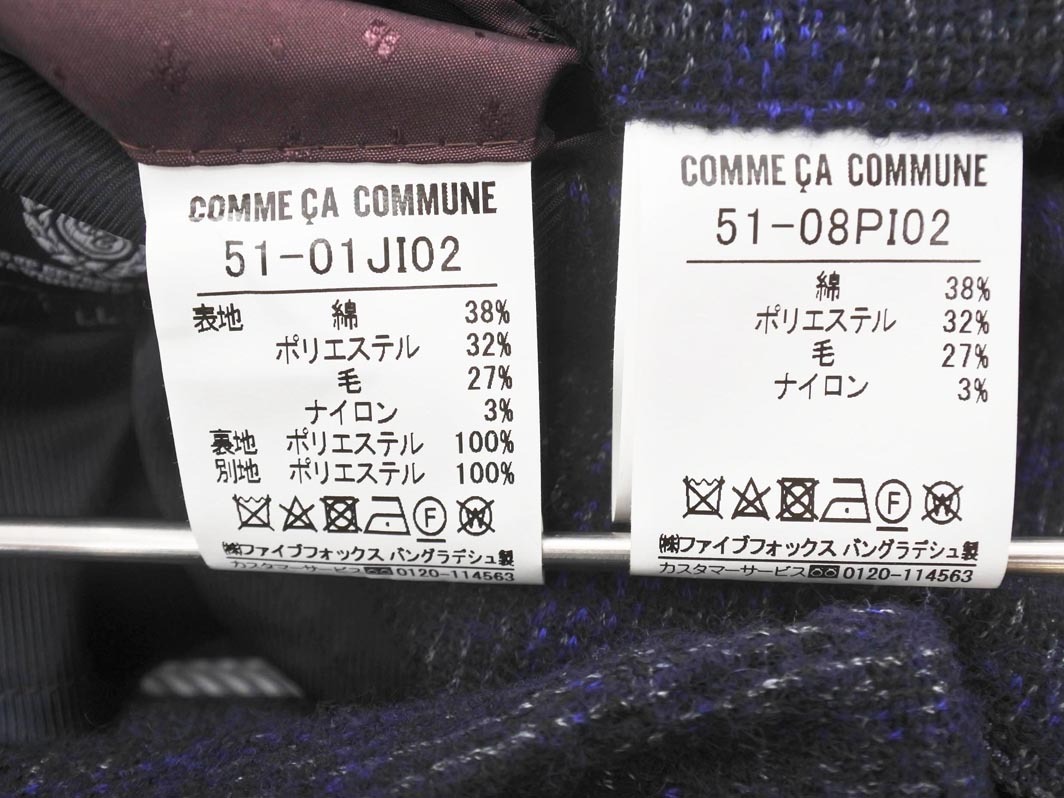 COMME ÇA COMMUNE
51-01JI02
表地 綿 38%
ポリエステル 32%
毛 27%
ナイロン 3%
裏地 ポリエステル 100%
別地 ポリエステル 100%
F W
㈱ファイブフォックス バングラデシュ製
カスタマーサービス 0120-114563
COMME ÇA COMMUNE
51-08PI02
綿 38%
ポリエステル 32%
毛 27%
ナイロン 3%
F W
㈱ファイブフォックス バングラデシュ製
カスタマーサービス 0120-114563
LL